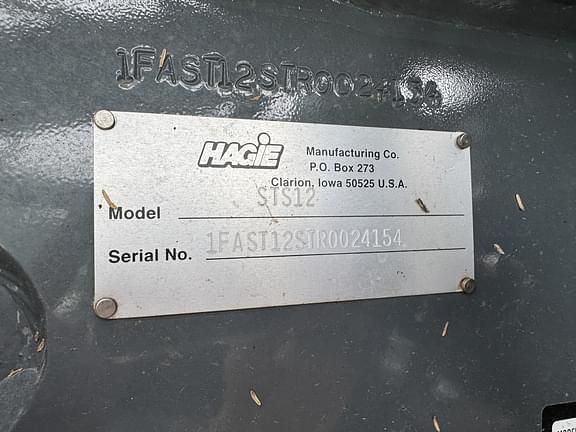 1FAST12STR0024154
HAGIE
Manufacturing Co.
P.O. Box 273
Clarion, Iowa 50525 U.S.A.
Model STS12
Serial No. 1FAST12STR0024154